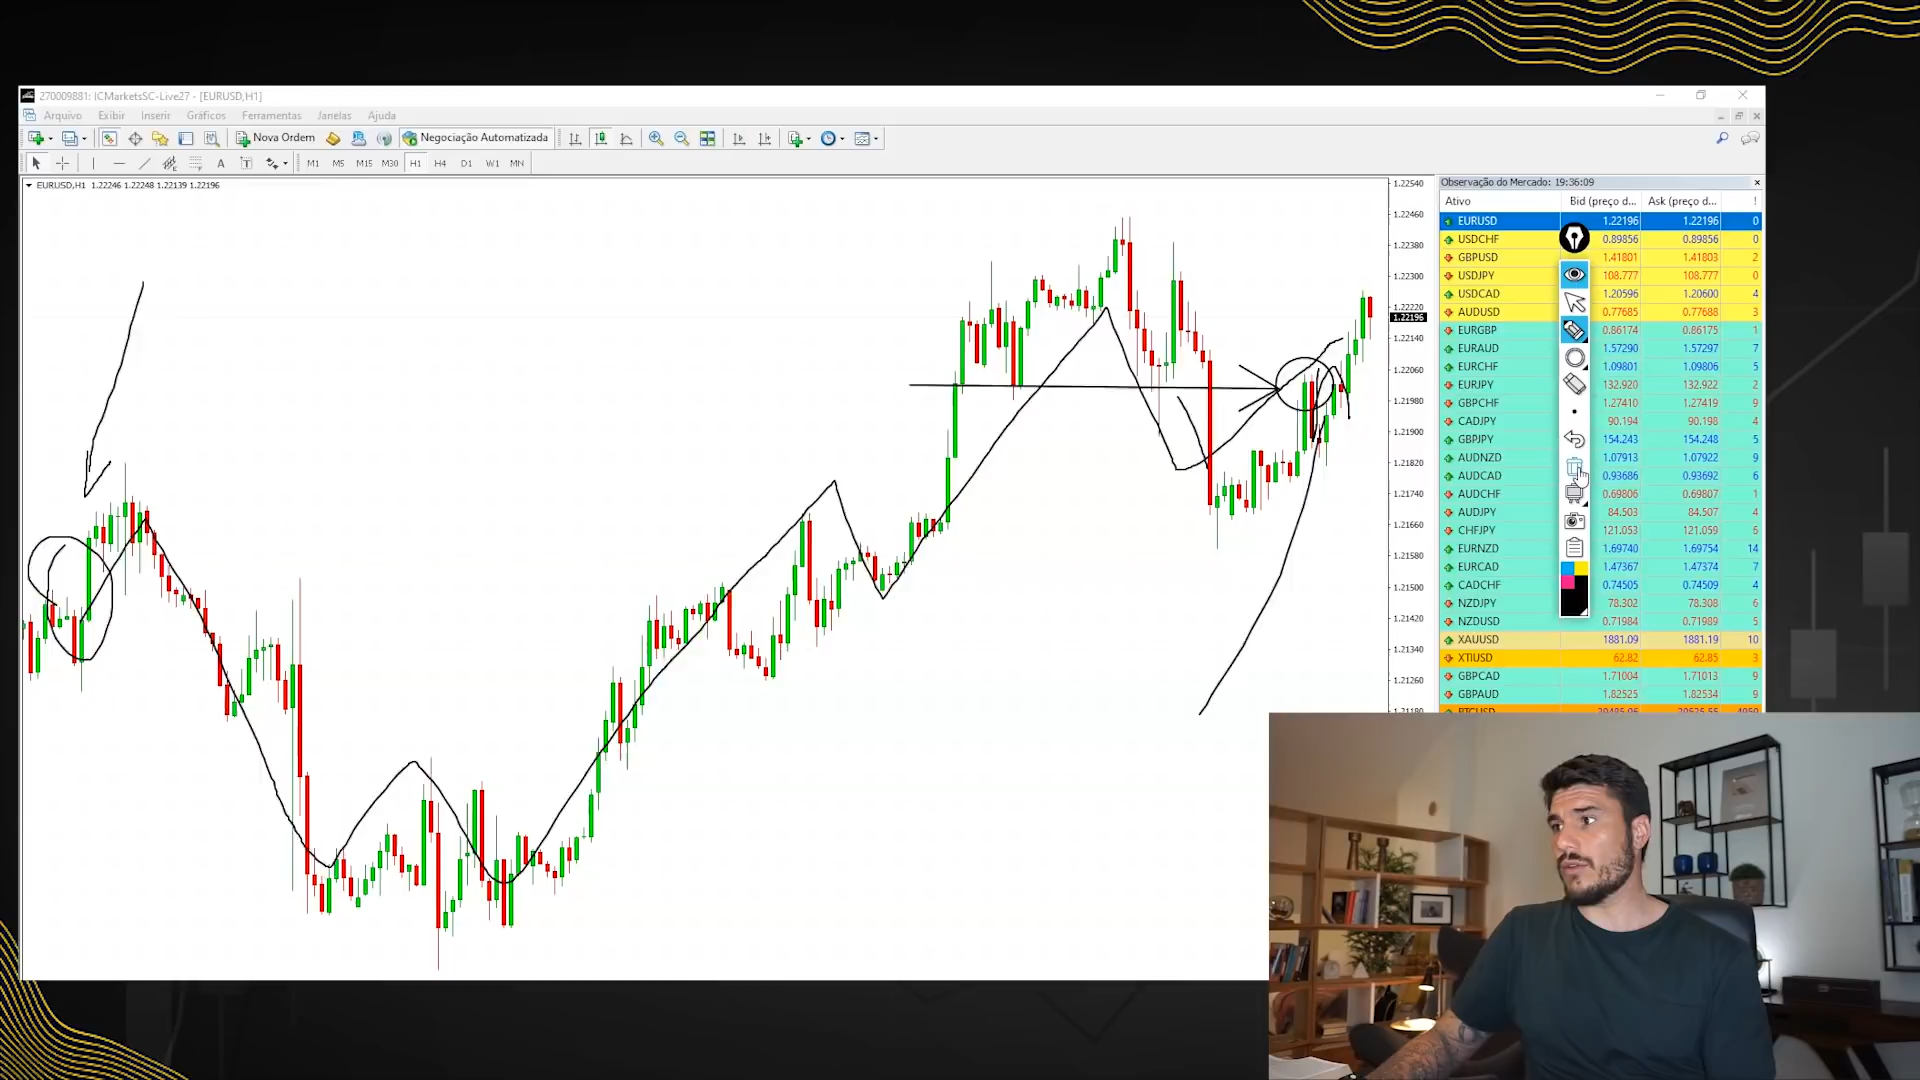 270009881: ICMarketsSC-Live27 - [EURUSD,H1]
Arquivo Exibir Inserir Gráficos Ferramentas Janelas Ajuda
Nova Ordem Negociação Automatizada
A T M1 M5 M15 M30 H1 H4 D1 W1 MN
EURUSD,H1 1.22246 1.22248 1.22139 1.22196
1.22540
1.22460
1.22380
1.22300
1.22220
1.22196
1.22140
1.22060
1.21980
1.21900
1.21820
1.21740
1.21660
1.21580
1.21500
1.21420
1.21340
1.21260
1.21180
Observação do Mercado: 19:36:09
Ativo Bid (preço d... Ask (preço d... !
EURUSD 1.22196 1.22196 0
USDCHF 0.89856 0.89856 0
GBPUSD 1.41801 1.41803 2
USDJPY 108.777 108.777 0
USDCAD 1.20596 1.20600 4
AUDUSD 0.77685 0.77688 3
EURGBP 0.86174 0.86175 1
EURAUD 1.57290 1.57297 7
EURCHF 1.09801 1.09806 5
EURJPY 132.920 132.922 2
GBPCHF 1.27410 1.27419 9
CADJPY 90.194 90.198 4
GBPJPY 154.243 154.248 5
AUDNZD 1.07913 1.07922 9
AUDCAD 0.93686 0.93692 6
AUDCHF 0.69806 0.69807 1
AUDJPY 84.503 84.507 4
CHFJPY 121.053 121.059 6
EURNZD 1.69740 1.69754 14
EURCAD 1.47367 1.47374 7
CADCHF 0.74505 0.74509 4
NZDJPY 78.302 78.308 6
NZDUSD 0.71984 0.71989 5
XAUUSD 1881.09 1881.19 10
XTIUSD 62.82 62.85 3
GBPCAD 1.71004 1.71013 9
GBPAUD 1.82525 1.82534 9